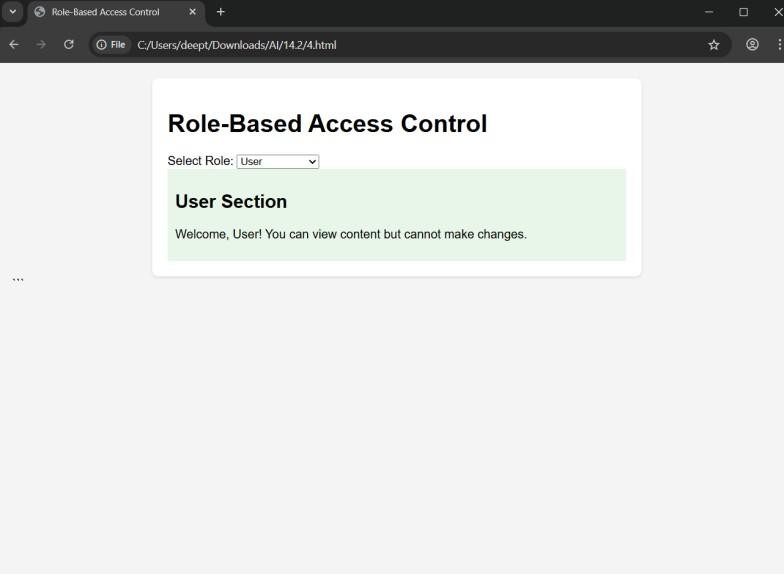 Role-Based Access Control
File C:/Users/deept/Downloads/AI/14.2/4.html
Role-Based Access Control
Select Role: User
User Section
Welcome, User! You can view content but cannot make changes.
```